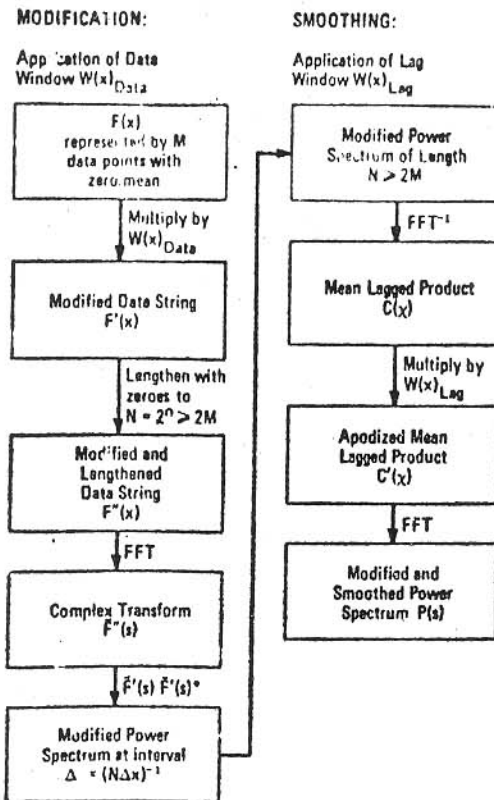 MODIFICATION:
Application of Data
Window W(x)Data
F(x)
represented by M
data points with
zero mean
Multiply by
W(x)Data
Modified Data String
F'(x)
Lengthen with
zeroes to
N = 2ⁿ > 2M
Modified and
Lengthened
Data String
F"(x)
FFT
Complex Transform
F̃"(s)
F̃'(s) F̃'(s)*
Modified Power
Spectrum at interval
Δ = (NΔx)⁻¹
SMOOTHING:
Application of Lag
Window W(x)Lag
Modified Power
Spectrum of Length
N ⩾ 2M
FFT⁻¹
Mean Lagged Product
C(χ)
Multiply by
W(x)Lag
Apodized Mean
Lagged Product
C'(χ)
FFT
Modified and
Smoothed Power
Spectrum P(s)